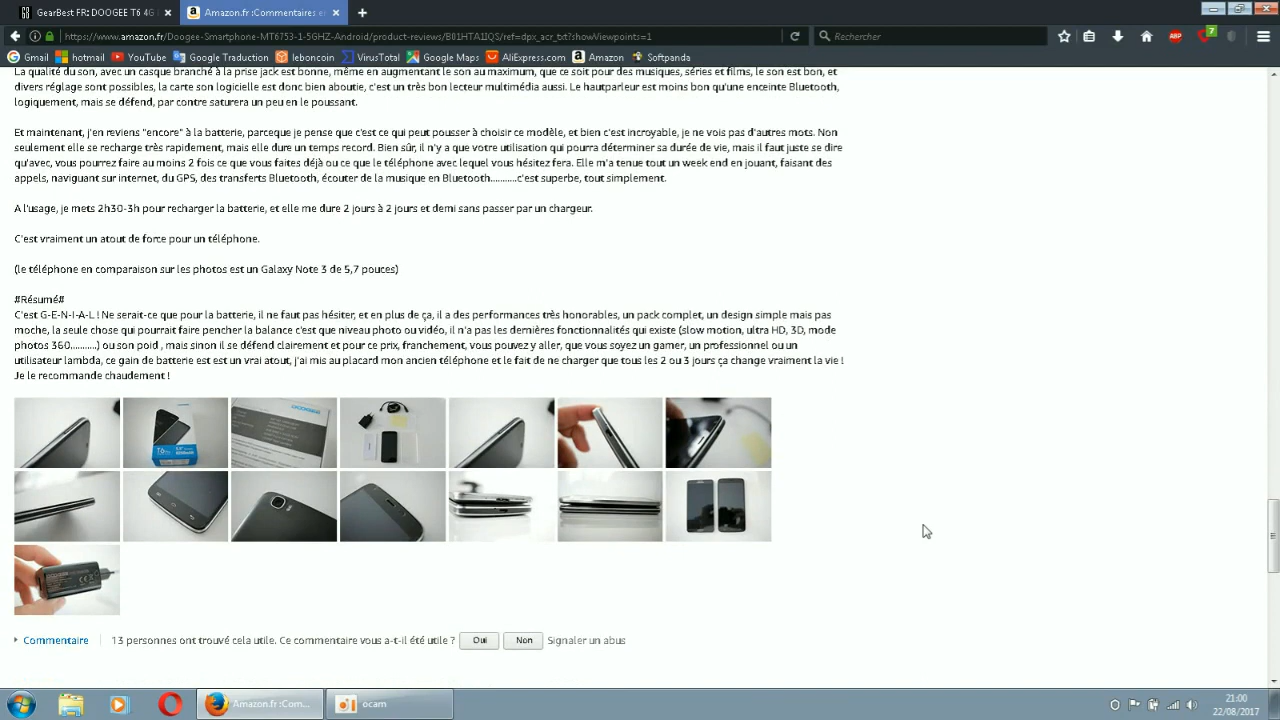 GearBest FR: DOOGEE T6 4G
Amazon.fr :Commentaires en
https://www.amazon.fr/Doogee-Smartphone-MT6753-1-5GHZ-Android/product-reviews/B01HTA1IQS/ref=dpx_acr_txt?showViewpoints=1
Rechercher
ABP
7
Gmail
hotmail
YouTube
Google Traduction
leboncoin
VirusTotal
Google Maps
AliExpress.com
Amazon
Softpanda
La qualité du son, avec un casque branché à la prise jack est bonne, même en augmentant le son au maximum, que ce soit pour des musiques, séries et films, le son est bon, et
divers réglage sont possibles, la carte son logicielle est donc bien aboutie, c'est un très bon lecteur multimédia aussi. Le hautparleur est moins bon qu'une enceinte Bluetooth,
logiquement, mais se défend, par contre saturera un peu en le poussant.
Et maintenant, j'en reviens "encore" à la batterie, parceque je pense que c'est ce qui peut pousser à choisir ce modèle, et bien c'est incroyable, je ne vois pas d'autres mots. Non
seulement elle se recharge très rapidement, mais elle dure un temps record. Bien sûr, il n'y a que votre utilisation qui pourra déterminer sa durée de vie, mais il faut juste se dire
qu'avec, vous pourrez faire au moins 2 fois ce que vous faites déjà ou ce que le téléphone avec lequel vous hésitez fera. Elle m'a tenue tout un week end en jouant, faisant des
appels, naviguant sur internet, du GPS, des transferts Bluetooth, écouter de la musique en Bluetooth..........c'est superbe, tout simplement.
A l'usage, je mets 2h30-3h pour recharger la batterie, et elle me dure 2 jours à 2 jours et demi sans passer par un chargeur.
C'est vraiment un atout de force pour un téléphone.
(le téléphone en comparaison sur les photos est un Galaxy Note 3 de 5,7 pouces)
#Résumé#
C'est G-E-N-I-A-L ! Ne serait-ce que pour la batterie, il ne faut pas hésiter, et en plus de ça, il a des performances très honorables, un pack complet, un design simple mais pas
moche, la seule chose qui pourrait faire pencher la balance c'est que niveau photo ou vidéo, il n'a pas les dernières fonctionnalités qui existe (slow motion, ultra HD, 3D, mode
photos 360..........) ou son poid , mais sinon il se défend clairement et pour ce prix, franchement, vous pouvez y aller, que vous soyez un gamer, un professionnel ou un
utilisateur lambda, ce gain de batterie est est un vrai atout, j'ai mis au placard mon ancien téléphone et le fait de ne charger que tous les 2 ou 3 jours ça change vraiment la vie !
Je le recommande chaudement !
Commentaire
13 personnes ont trouvé cela utile. Ce commentaire vous a-t-il été utile ?
Oui
Non
Signaler un abus
Amazon.fr :Com...
ocam
21:00
22/08/2017